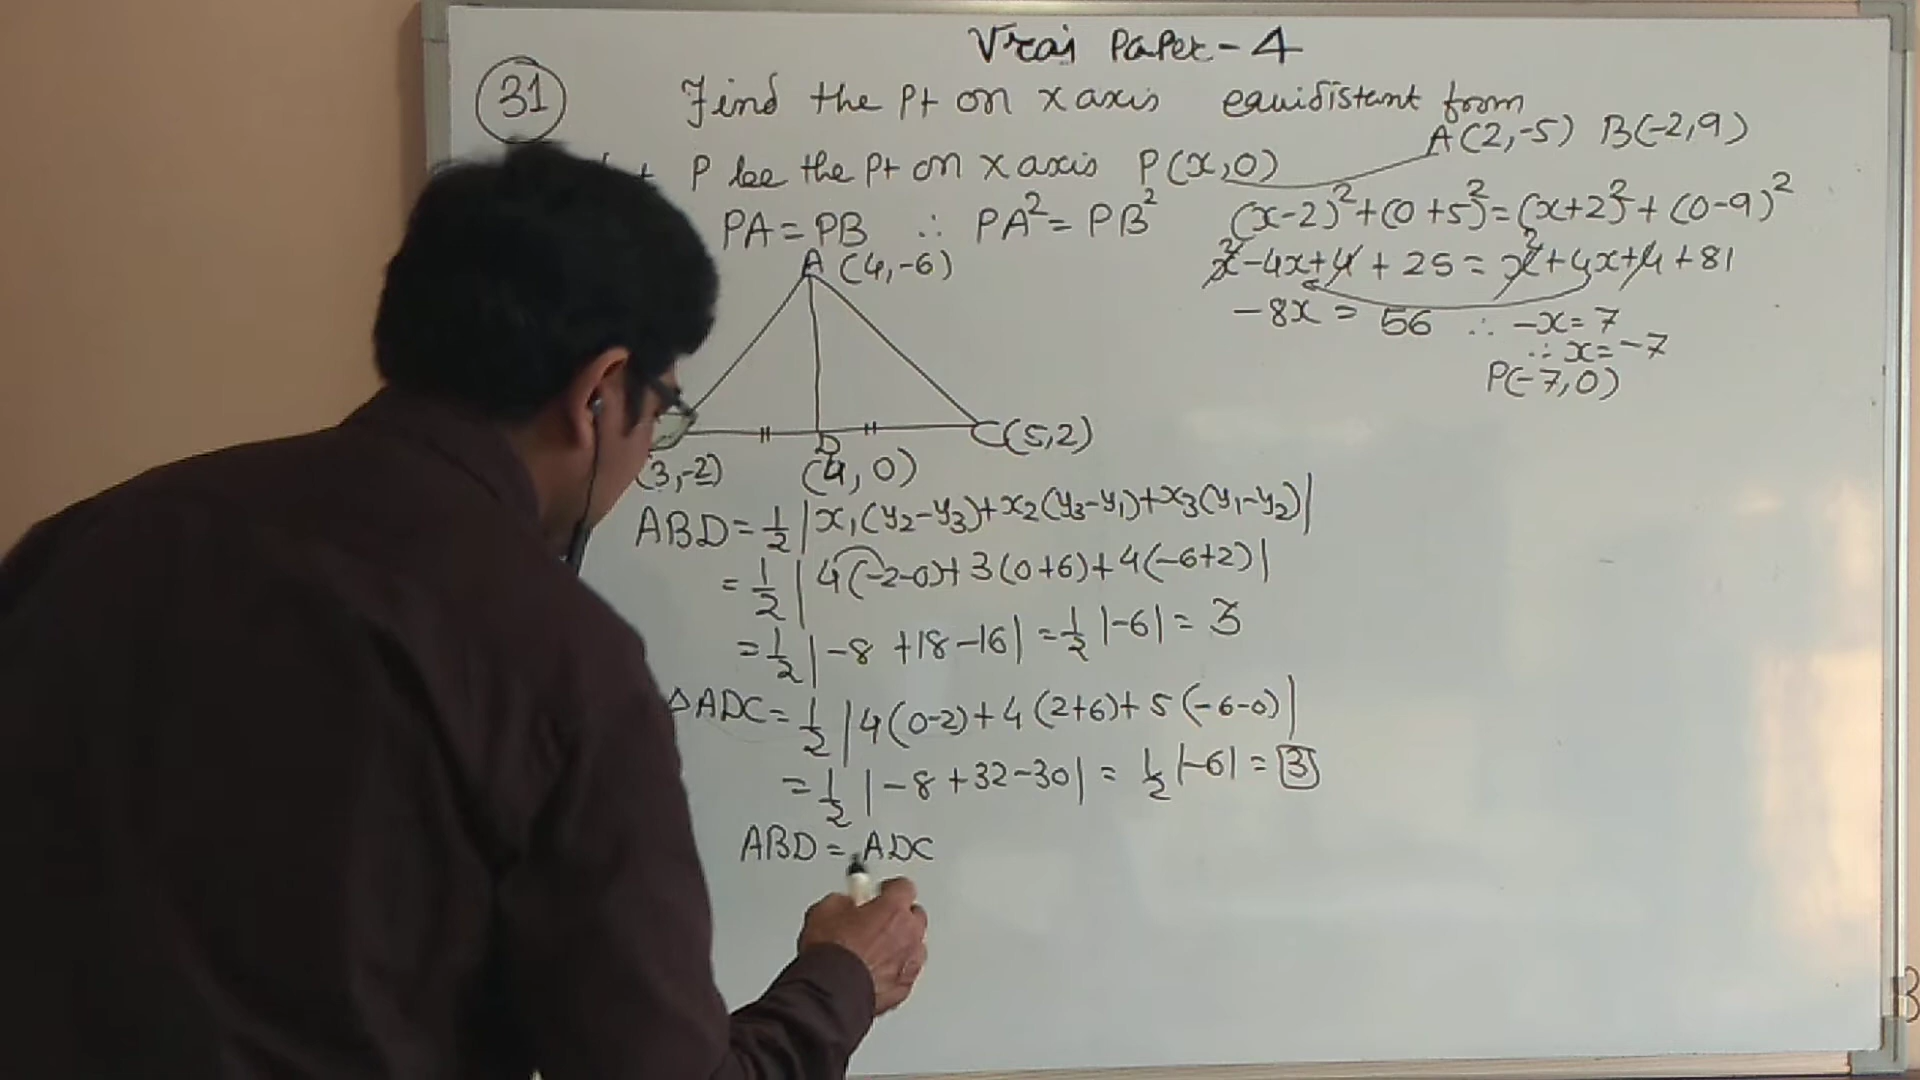 Vraj Paper - 4
31 Find the Pt on x axis equidistant form
A(2,-5) B(-2,9)
P bee the Pt on x axis P(x,0)
PA = PB ∴ PA² = PB²
(x-2)²+(0+5)²=(x+2)²+(0-9)²
x²-4x+4+25=x²+4x+4+81
-8x = 56 ∴ -x=7
∴ x=-7
P(-7,0)
A (4,-6)
C(5,2)
D
(3,-2) (4,0)
ABD=1/2|x₁(y₂-y₃)+x₂(y₃-y₁)+x₃(y₁-y₂)|
=1/2|4(-2-0)+3(0+6)+4(-6+2)|
=1/2|-8+18-16|=1/2|-6|=3
△ADC=1/2|4(0-2)+4(2+6)+5(-6-0)|
=1/2|-8+32-30|=1/2|-6|=3
ABD = ADC